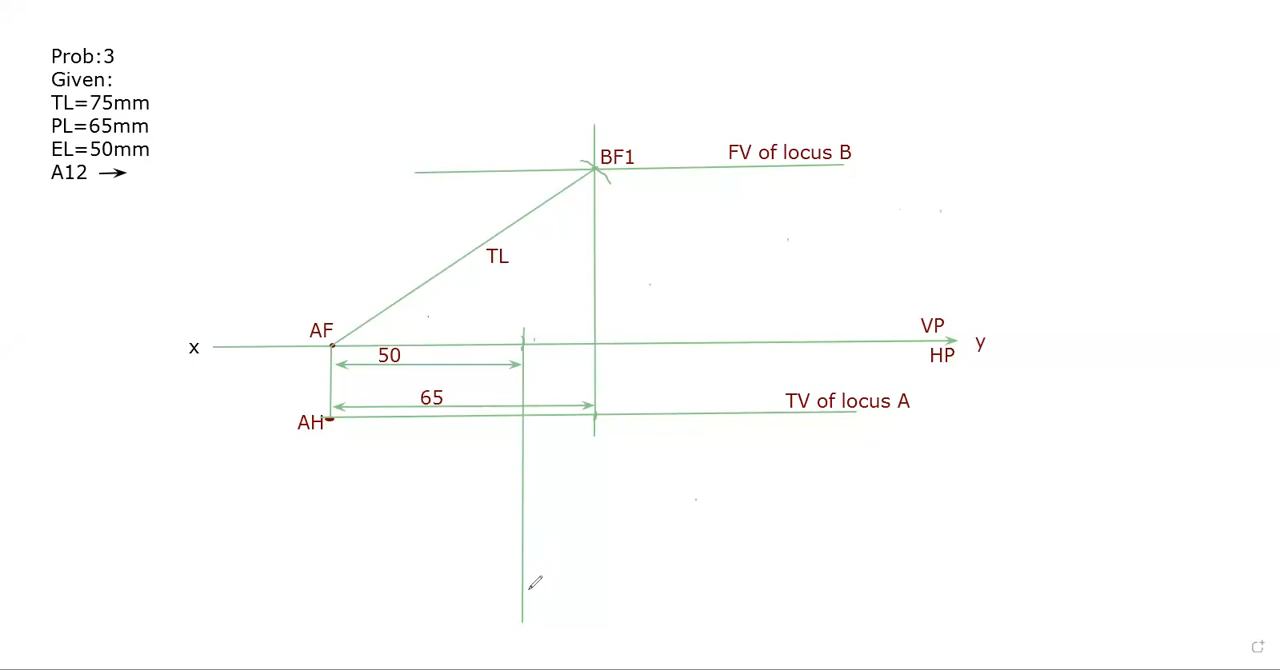 Prob:3
Given:
TL=75mm
PL=65mm
EL=50mm
A12 →
BF1
FV of locus B
TL
AF
VP
x
y
50
HP
65
TV of locus A
AH